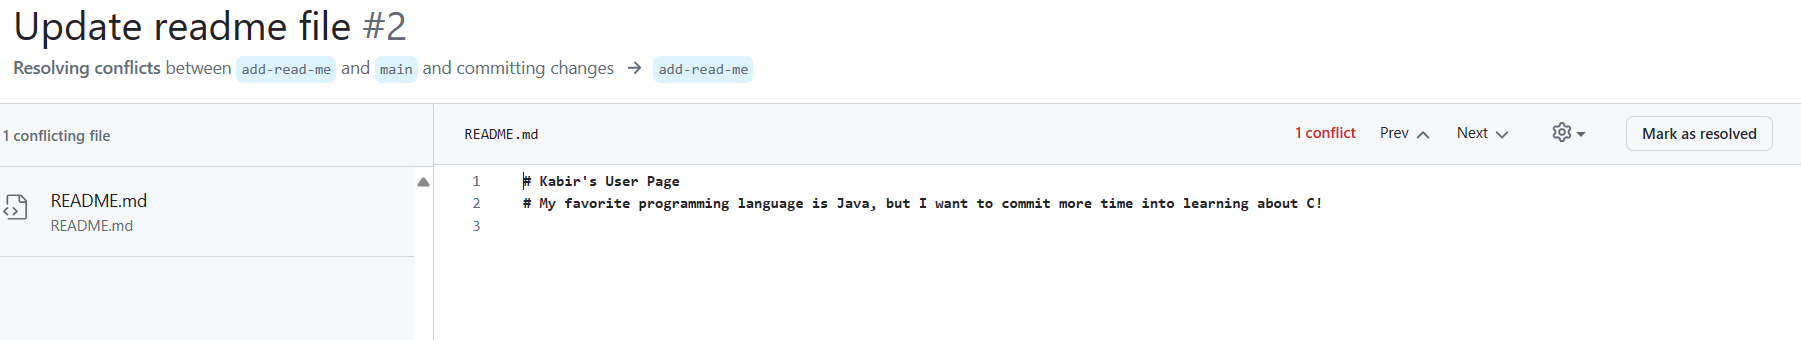 Update readme file #2
Resolving conflicts between add-read-me and main and committing changes → add-read-me
1 conflicting file
README.md
README.md
README.md
1 conflict Prev Next Mark as resolved
1 # Kabir's User Page
2 # My favorite programming language is Java, but I want to commit more time into learning about C!
3